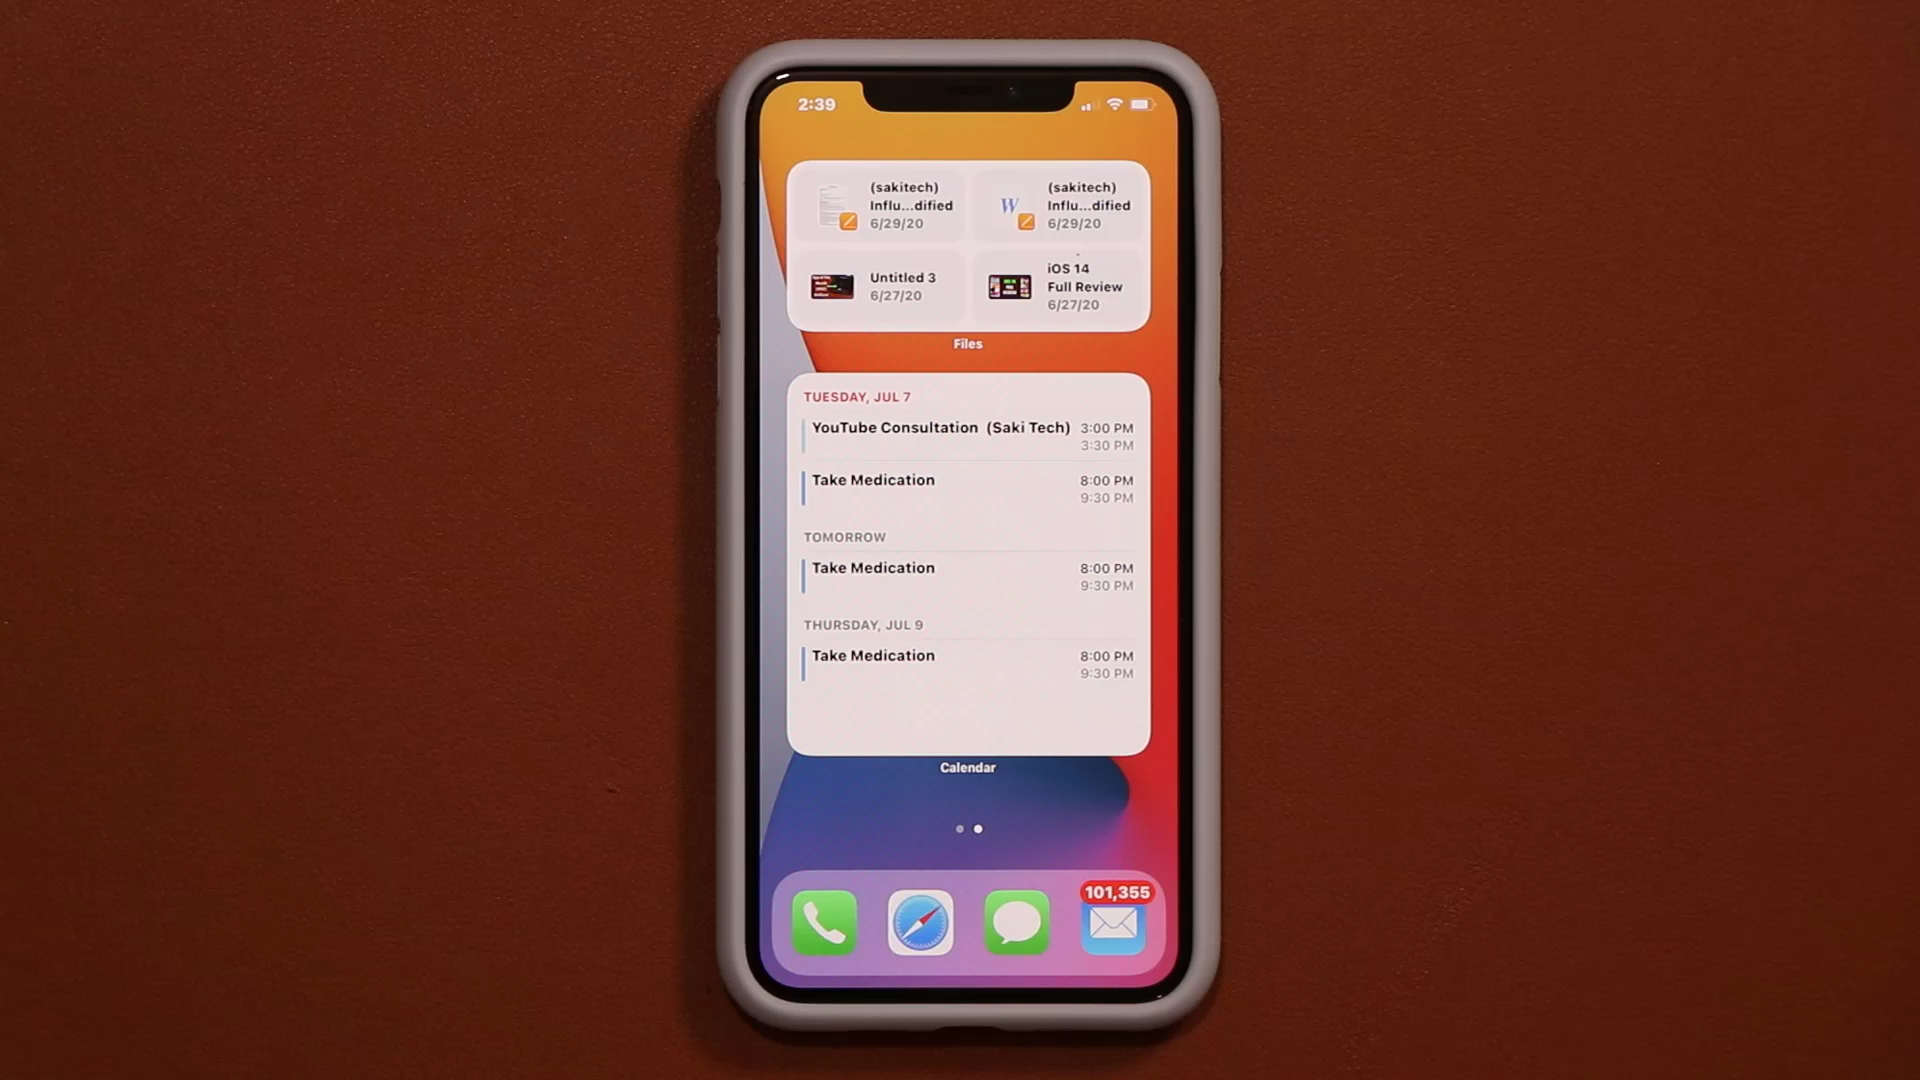 2:39
(sakitech)
Influ...dified
6/29/20
W
(sakitech)
Influ...dified
6/29/20
Untitled 3
6/27/20
iOS 14
Full Review
6/27/20
Files
TUESDAY, JUL 7
YouTube Consultation (Saki Tech) 3:00 PM
3:30 PM
Take Medication 8:00 PM
9:30 PM
TOMORROW
Take Medication 8:00 PM
9:30 PM
THURSDAY, JUL 9
Take Medication 8:00 PM
9:30 PM
Calendar
101,355